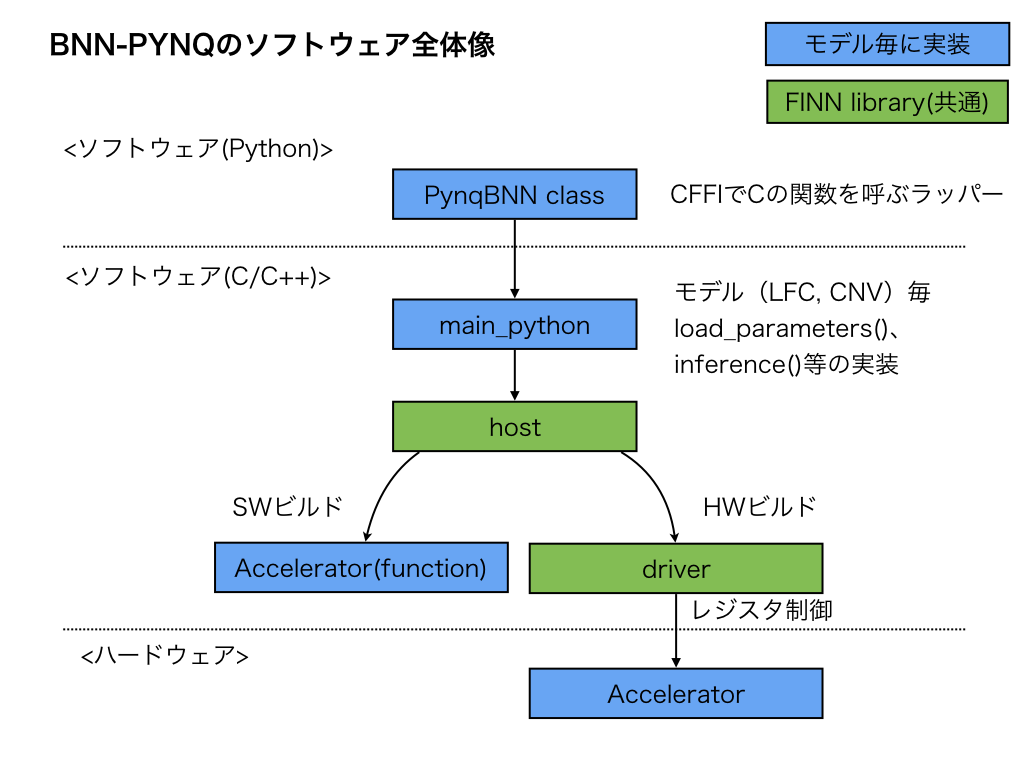 BNN-PYNQのソフトウェア全体像
モデル毎に実装
FINN library(共通)
<ソフトウェア(Python)>
PynqBNN class
CFFIでCの関数を呼ぶラッパー
<ソフトウェア(C/C++)>
モデル（LFC, CNV）毎
load_parameters()、
inference()等の実装
main_python
host
SWビルド
HWビルド
Accelerator(function)
driver
レジスタ制御
<ハードウェア>
Accelerator